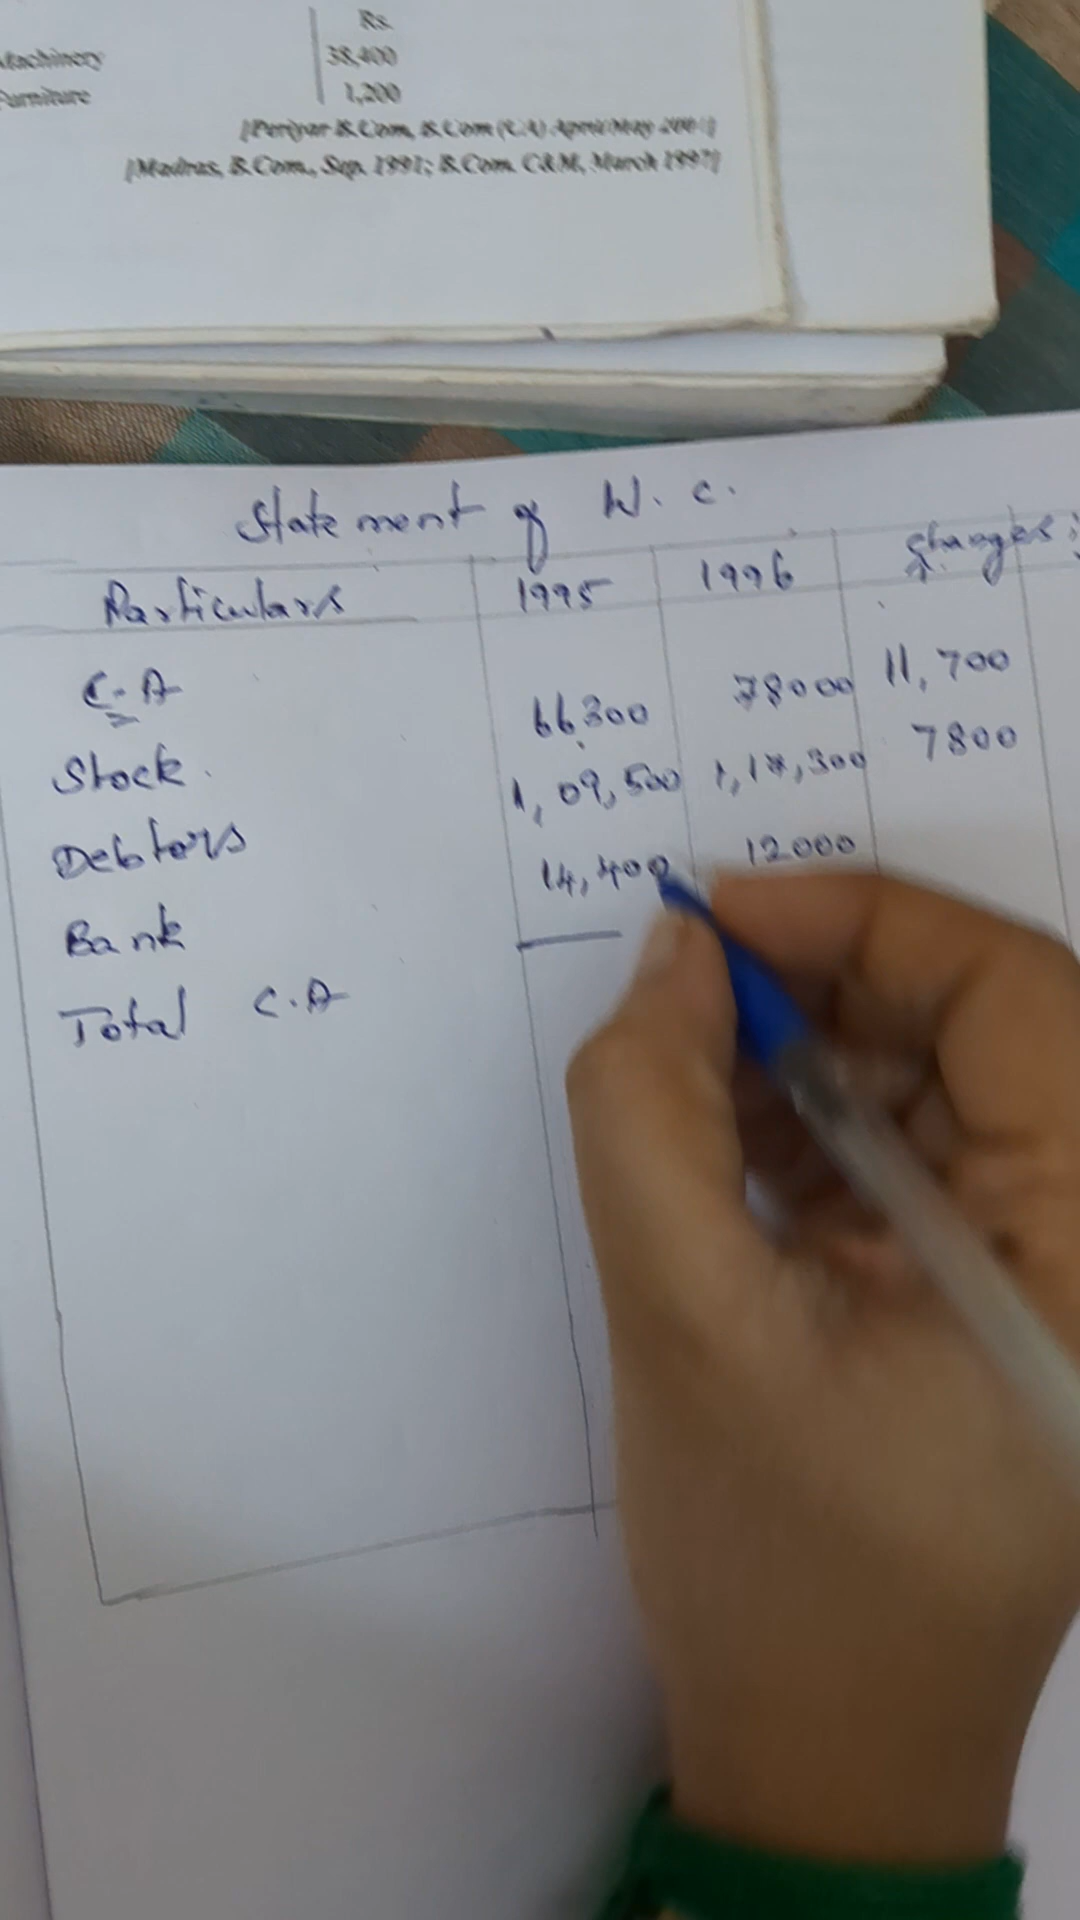 Rs.
Machinery 38,400
Furniture 1,200
[Periyar B.Com, B.Com (CA) April/May 2001]
[Madras, B.Com., Sep. 1991; B.Com. C&M, March 1997]
Statement of W.C.
Particulars 1995 1996 changes
C.A
Stock 66,300 78000 11,700
Debtors 1,09,500 1,17,300 7800
Bank 14,400 12000
Total C.A